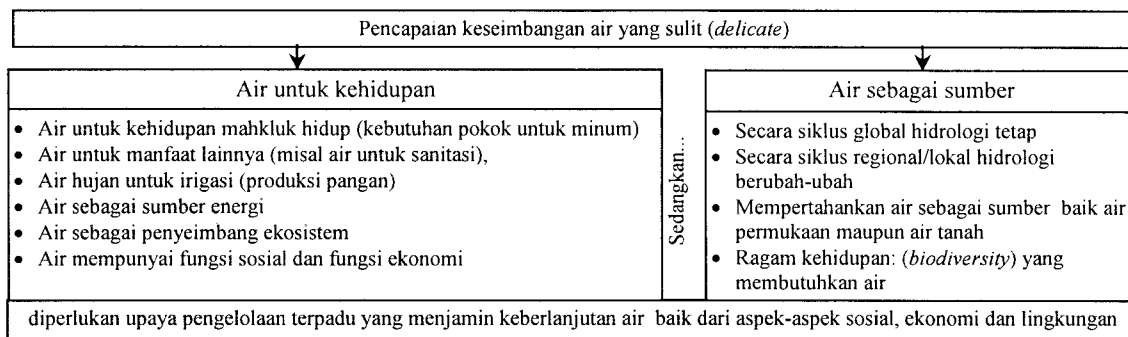 Pencapaian keseimbangan air yang sulit (delicate)
Air untuk kehidupan
• Air untuk kehidupan mahkluk hidup (kebutuhan pokok untuk minum)
• Air untuk manfaat lainnya (misal air untuk sanitasi),
• Air hujan untuk irigasi (produksi pangan)
• Air sebagai sumber energi
• Air sebagai penyeimbang ekosistem
• Air mempunyai fungsi sosial dan fungsi ekonomi
Sedangkan...
Air sebagai sumber
• Secara siklus global hidrologi tetap
• Secara siklus regional/lokal hidrologi
berubah-ubah
• Mempertahankan air sebagai sumber baik air
permukaan maupun air tanah
• Ragam kehidupan: (biodiversity) yang
membutuhkan air
diperlukan upaya pengelolaan terpadu yang menjamin keberlanjutan air baik dari aspek-aspek sosial, ekonomi dan lingkungan